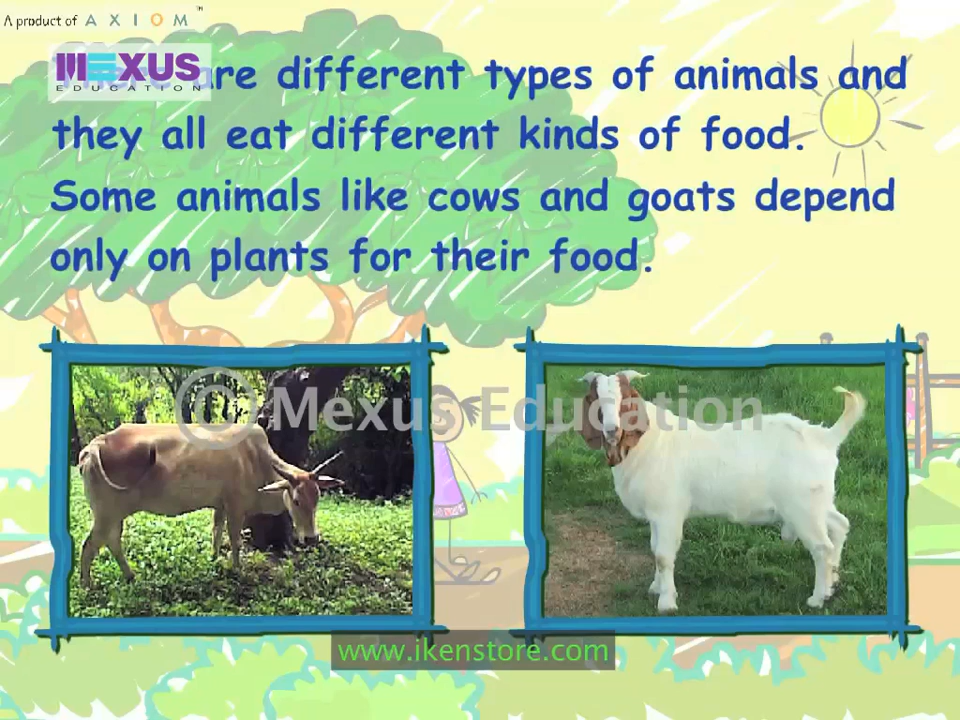 A product of AXIOM™
MEXUS
EDUCATION
are different types of animals and
they all eat different kinds of food.
Some animals like cows and goats depend
only on plants for their food.
© Mexus Education
www.ikenstore.com